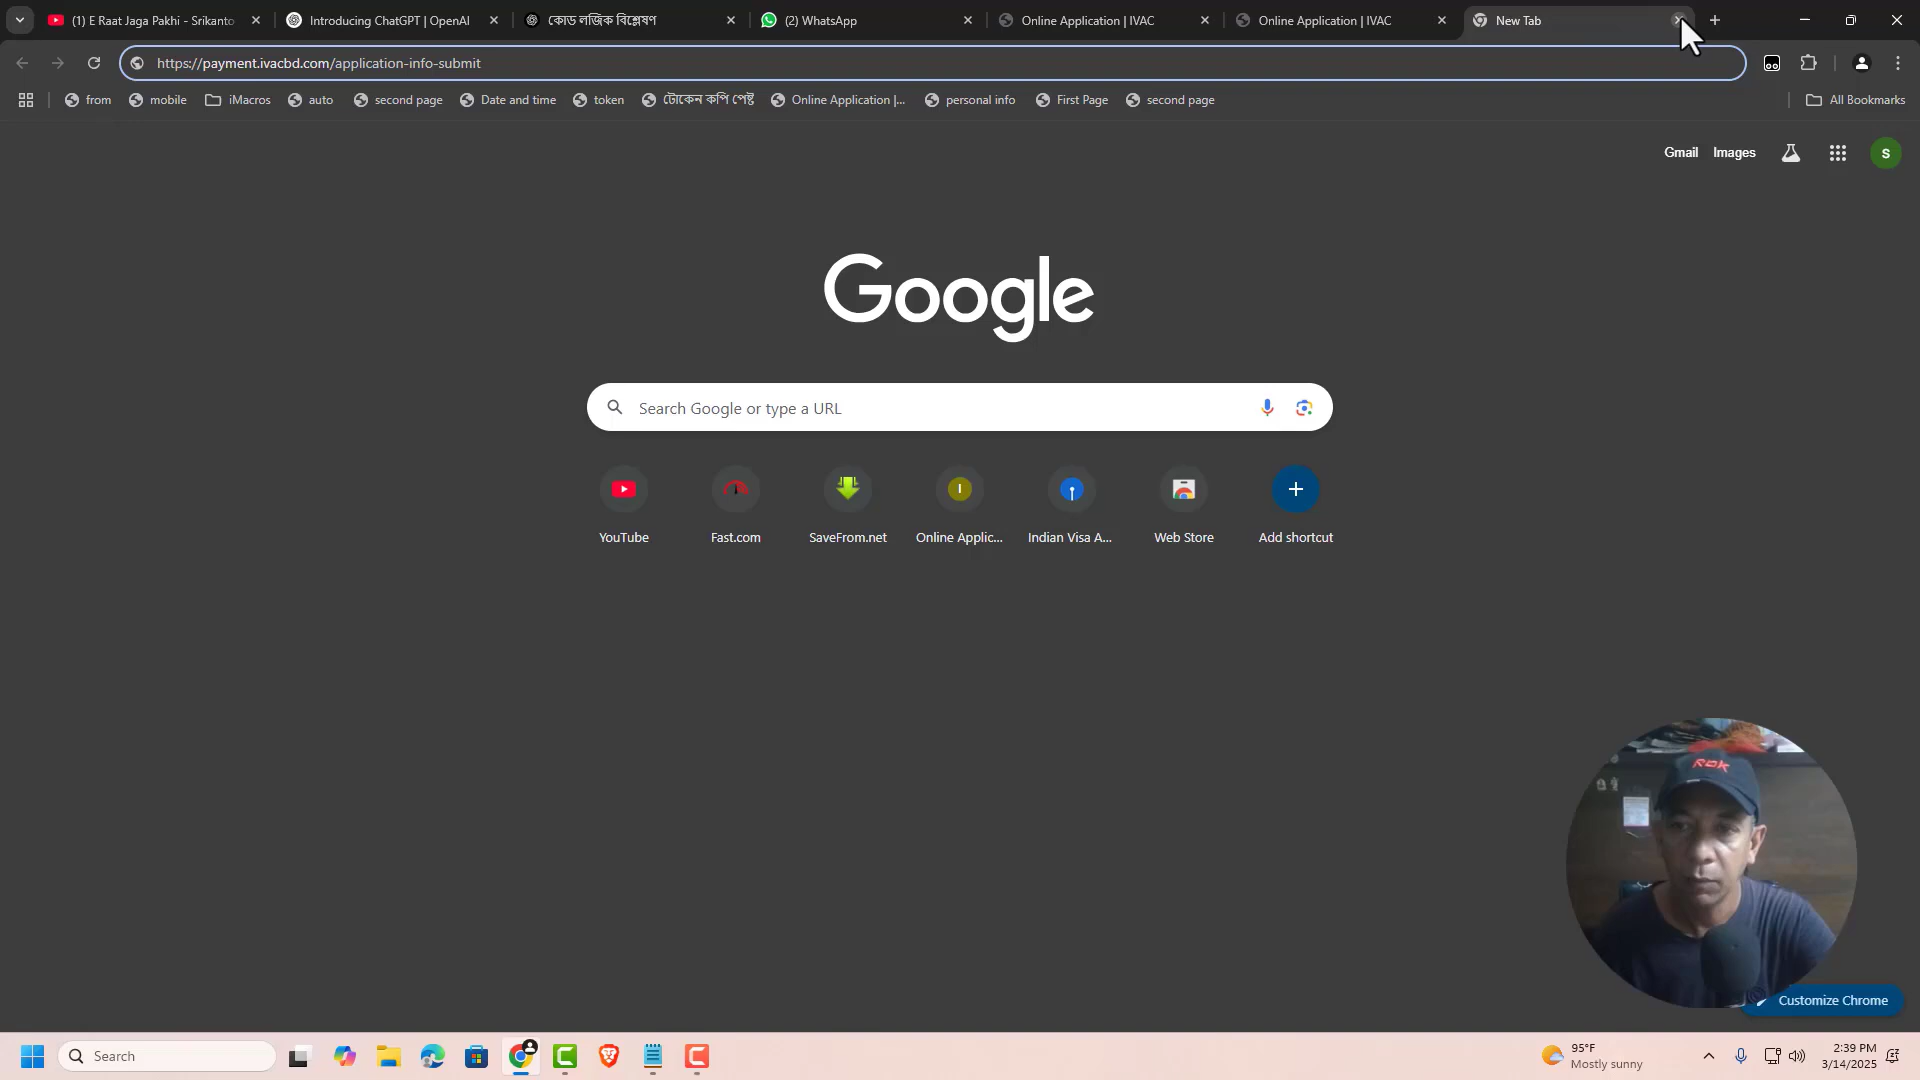 (1) E Raat Jaga Pakhi - Srikanto
Introducing ChatGPT | OpenAI
কোড লজিক বিশ্লেষণ
(2) WhatsApp
Online Application | IVAC
Online Application | IVAC
New Tab
https://payment.ivacbd.com/application-info-submit
from
mobile
iMacros
auto
second page
Date and time
token
টোকেন কপি পেষ্ট
Online Application |...
personal info
First Page
second page
All Bookmarks
Gmail
Images
S
Google
Search Google or type a URL
YouTube
Fast.com
SaveFrom.net
I
Online Applic...
Indian Visa A...
Web Store
Add shortcut
RBK
Customize Chrome
Search
95°F
Mostly sunny
2:39 PM
3/14/2025